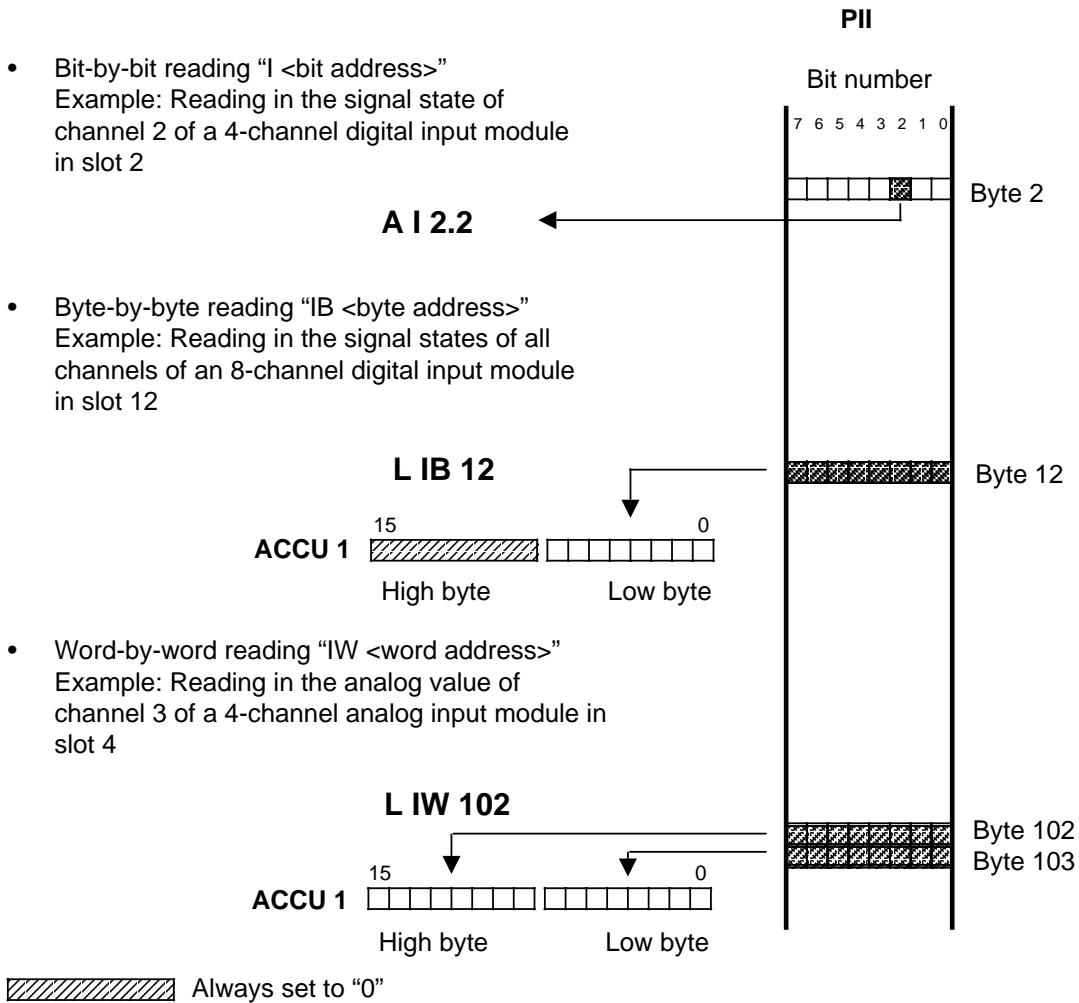 PII
• Bit-by-bit reading “I <bit address>”
Example: Reading in the signal state of
channel 2 of a 4-channel digital input module
in slot 2
Bit number
7 6 5 4 3 2 1 0
Byte 2
A I 2.2
• Byte-by-byte reading “IB <byte address>”
Example: Reading in the signal states of all
channels of an 8-channel digital input module
in slot 12
L IB 12
Byte 12
15 0
ACCU 1
High byte Low byte
• Word-by-word reading “IW <word address>”
Example: Reading in the analog value of
channel 3 of a 4-channel analog input module in
slot 4
L IW 102
Byte 102
Byte 103
15 0
ACCU 1
High byte Low byte
Always set to “0”